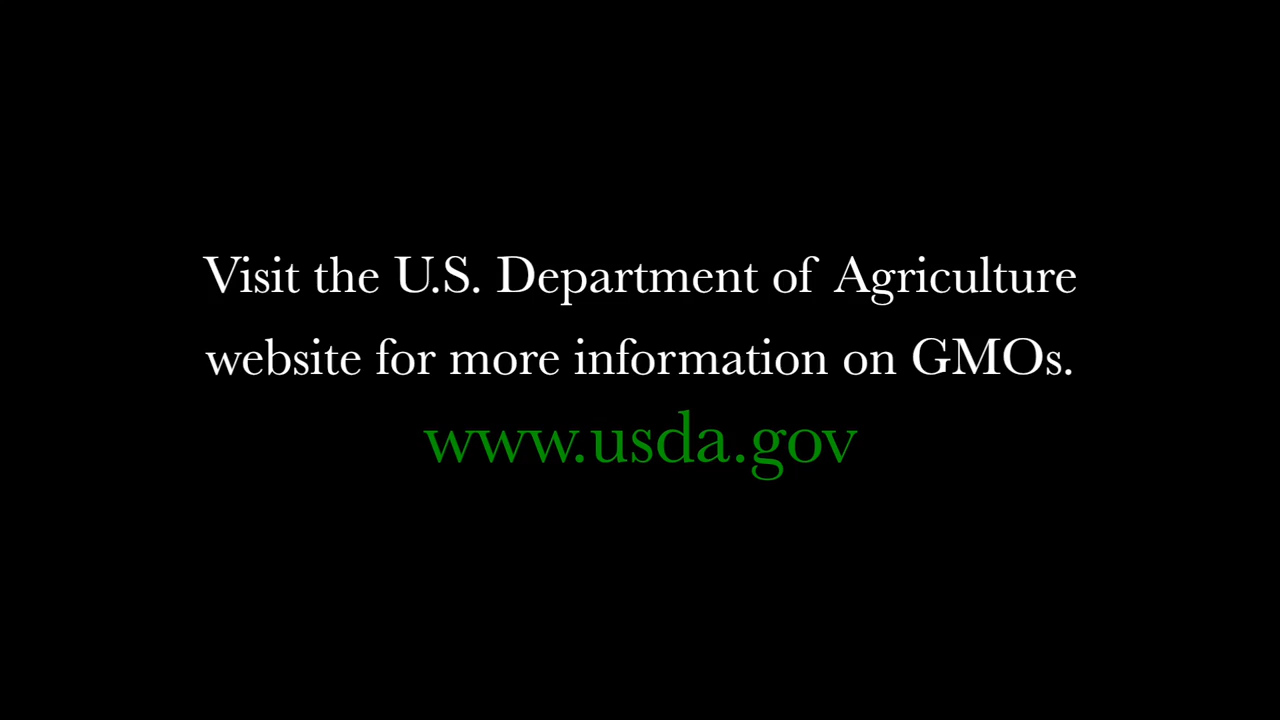 Visit the U.S. Department of Agriculture
website for more information on GMOs.
www.usda.gov